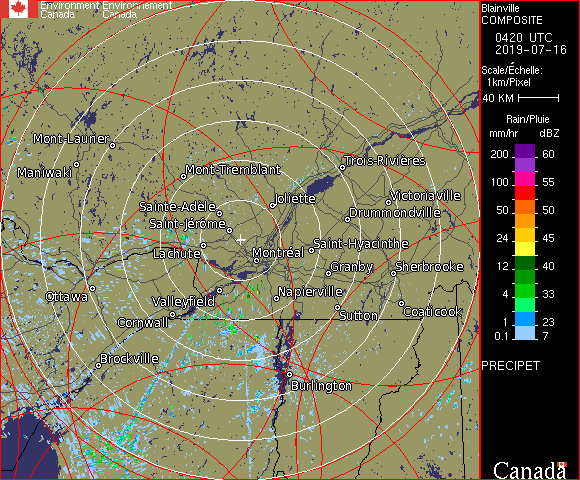 Environment Environnement
Canada Canada
Blainville
COMPOSITE
0420 UTC
2019-07-16
Scale/Échelle:
1km/Pixel
40 KM
Rain/Pluie
mm/hr dBZ
200 60
100 55
50 50
24 45
12 40
4 33
1 23
0.1 7
PRECIPET
Mont-Laurier
Maniwaki
Mont-Tremblant
Trois-Rivières
Sainte-Adèle
Joliette
Victoriaville
Drummondville
Saint-Jérôme
Lachute
Montréal
Saint-Hyacinthe
Granby
Sherbrooke
Ottawa
Valleyfield
Napierville
Cornwall
Sutton
Coaticook
Brockville
Burlington
Canada